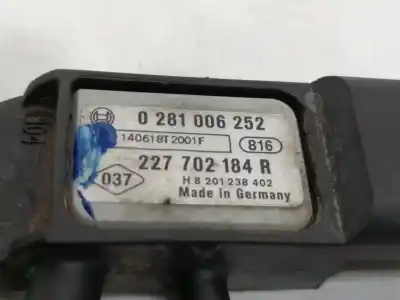 0 281 006 252
140618T2001F 816
227 702 184 R
037 H 8 201 238 402
Made in Germany